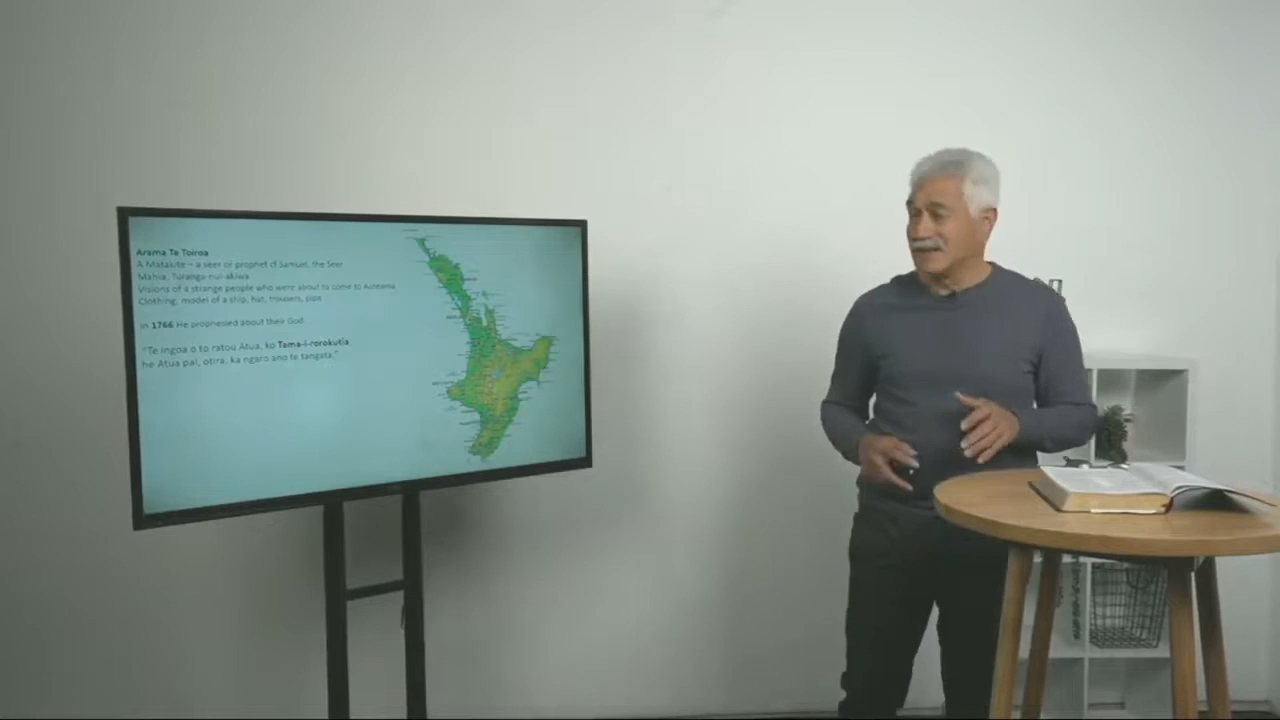 Arama Te Toiroa
A Matakite – a seer or prophet cf Samuel, the Seer
Mahia, Turanga-nui-akiwa
Visions of a strange people who were about to come to Aotearoa
Clothing, model of a ship, hat, trousers, pipe
In 1766 He prophesied about their God:
"Te ingoa o to ratou Atua, ko Tama-i-rorokutia,
he Atua pai, otira, ka ngaro ano te tangata."